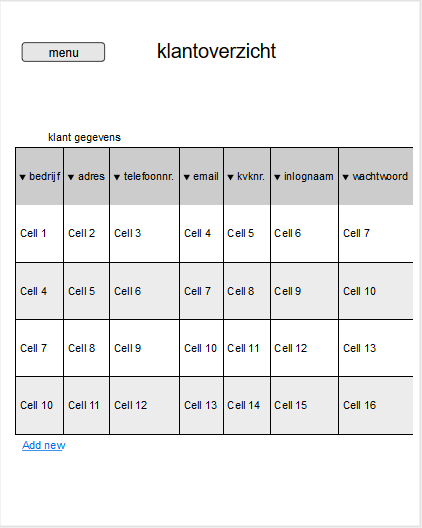 menu
klantoverzicht
klant gegevens
▼ bedrijf ▼ adres ▼ telefoonnr. ▼ email ▼ kvknr. ▼ inlognaam ▼ wachtwoord
Cell 1 Cell 2 Cell 3 Cell 4 Cell 5 Cell 6 Cell 7
Cell 4 Cell 5 Cell 6 Cell 7 Cell 8 Cell 9 Cell 10
Cell 7 Cell 8 Cell 9 Cell 10 Cell 11 Cell 12 Cell 13
Cell 10 Cell 11 Cell 12 Cell 13 Cell 14 Cell 15 Cell 16
Add new